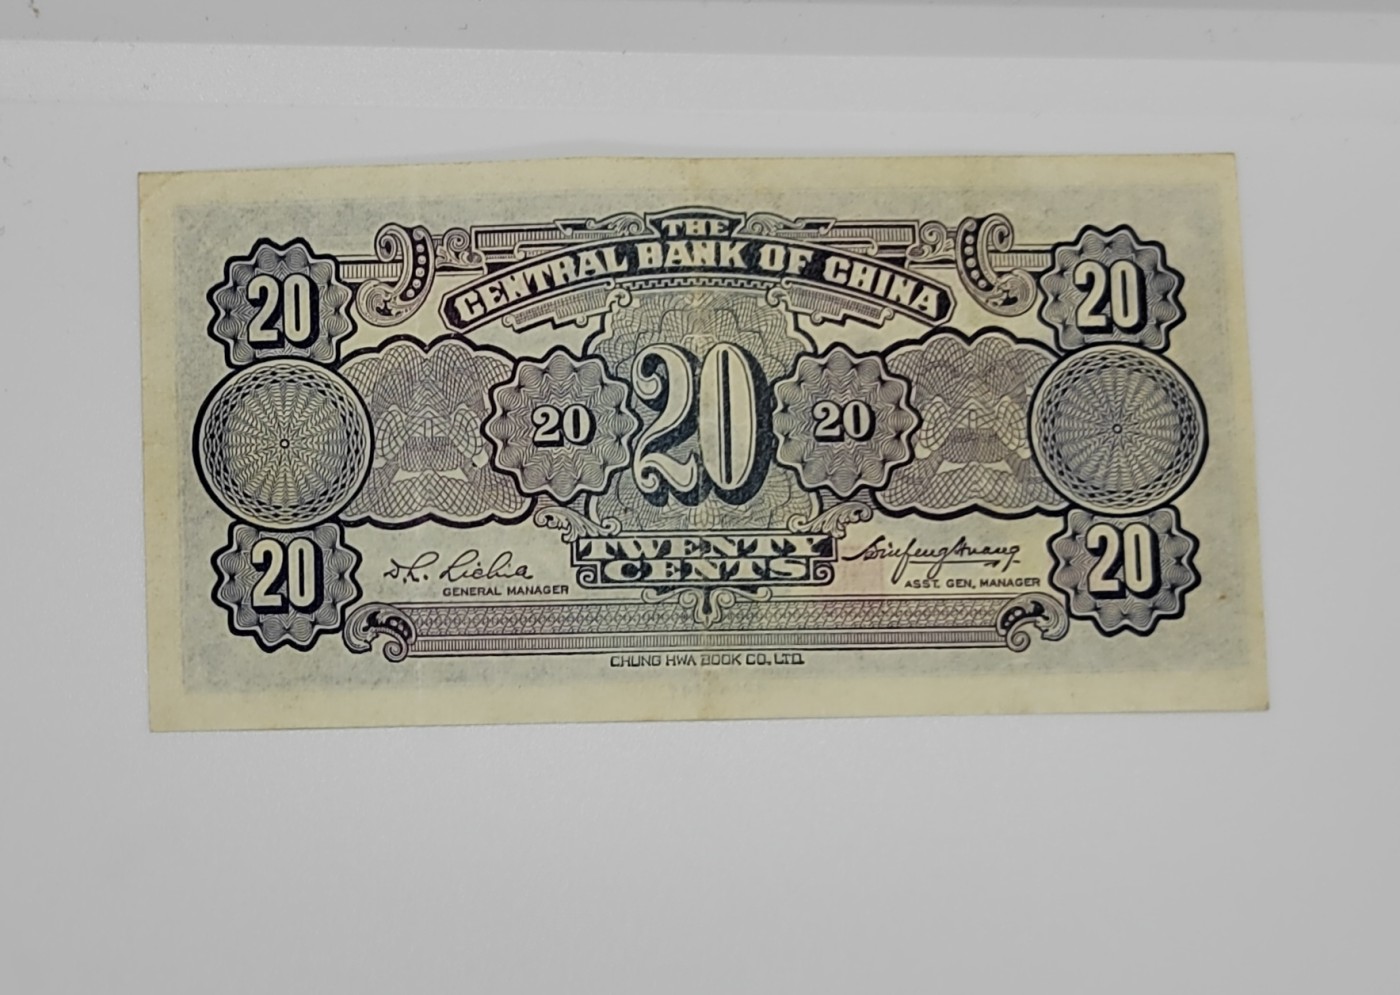 THE
CENTRAL BANK OF CHINA
20 20
20 20 20
20 20
TWENTY
CENTS
GENERAL MANAGER
ASST. GEN. MANAGER
CHUNG HWA BOOK CO., LTD.